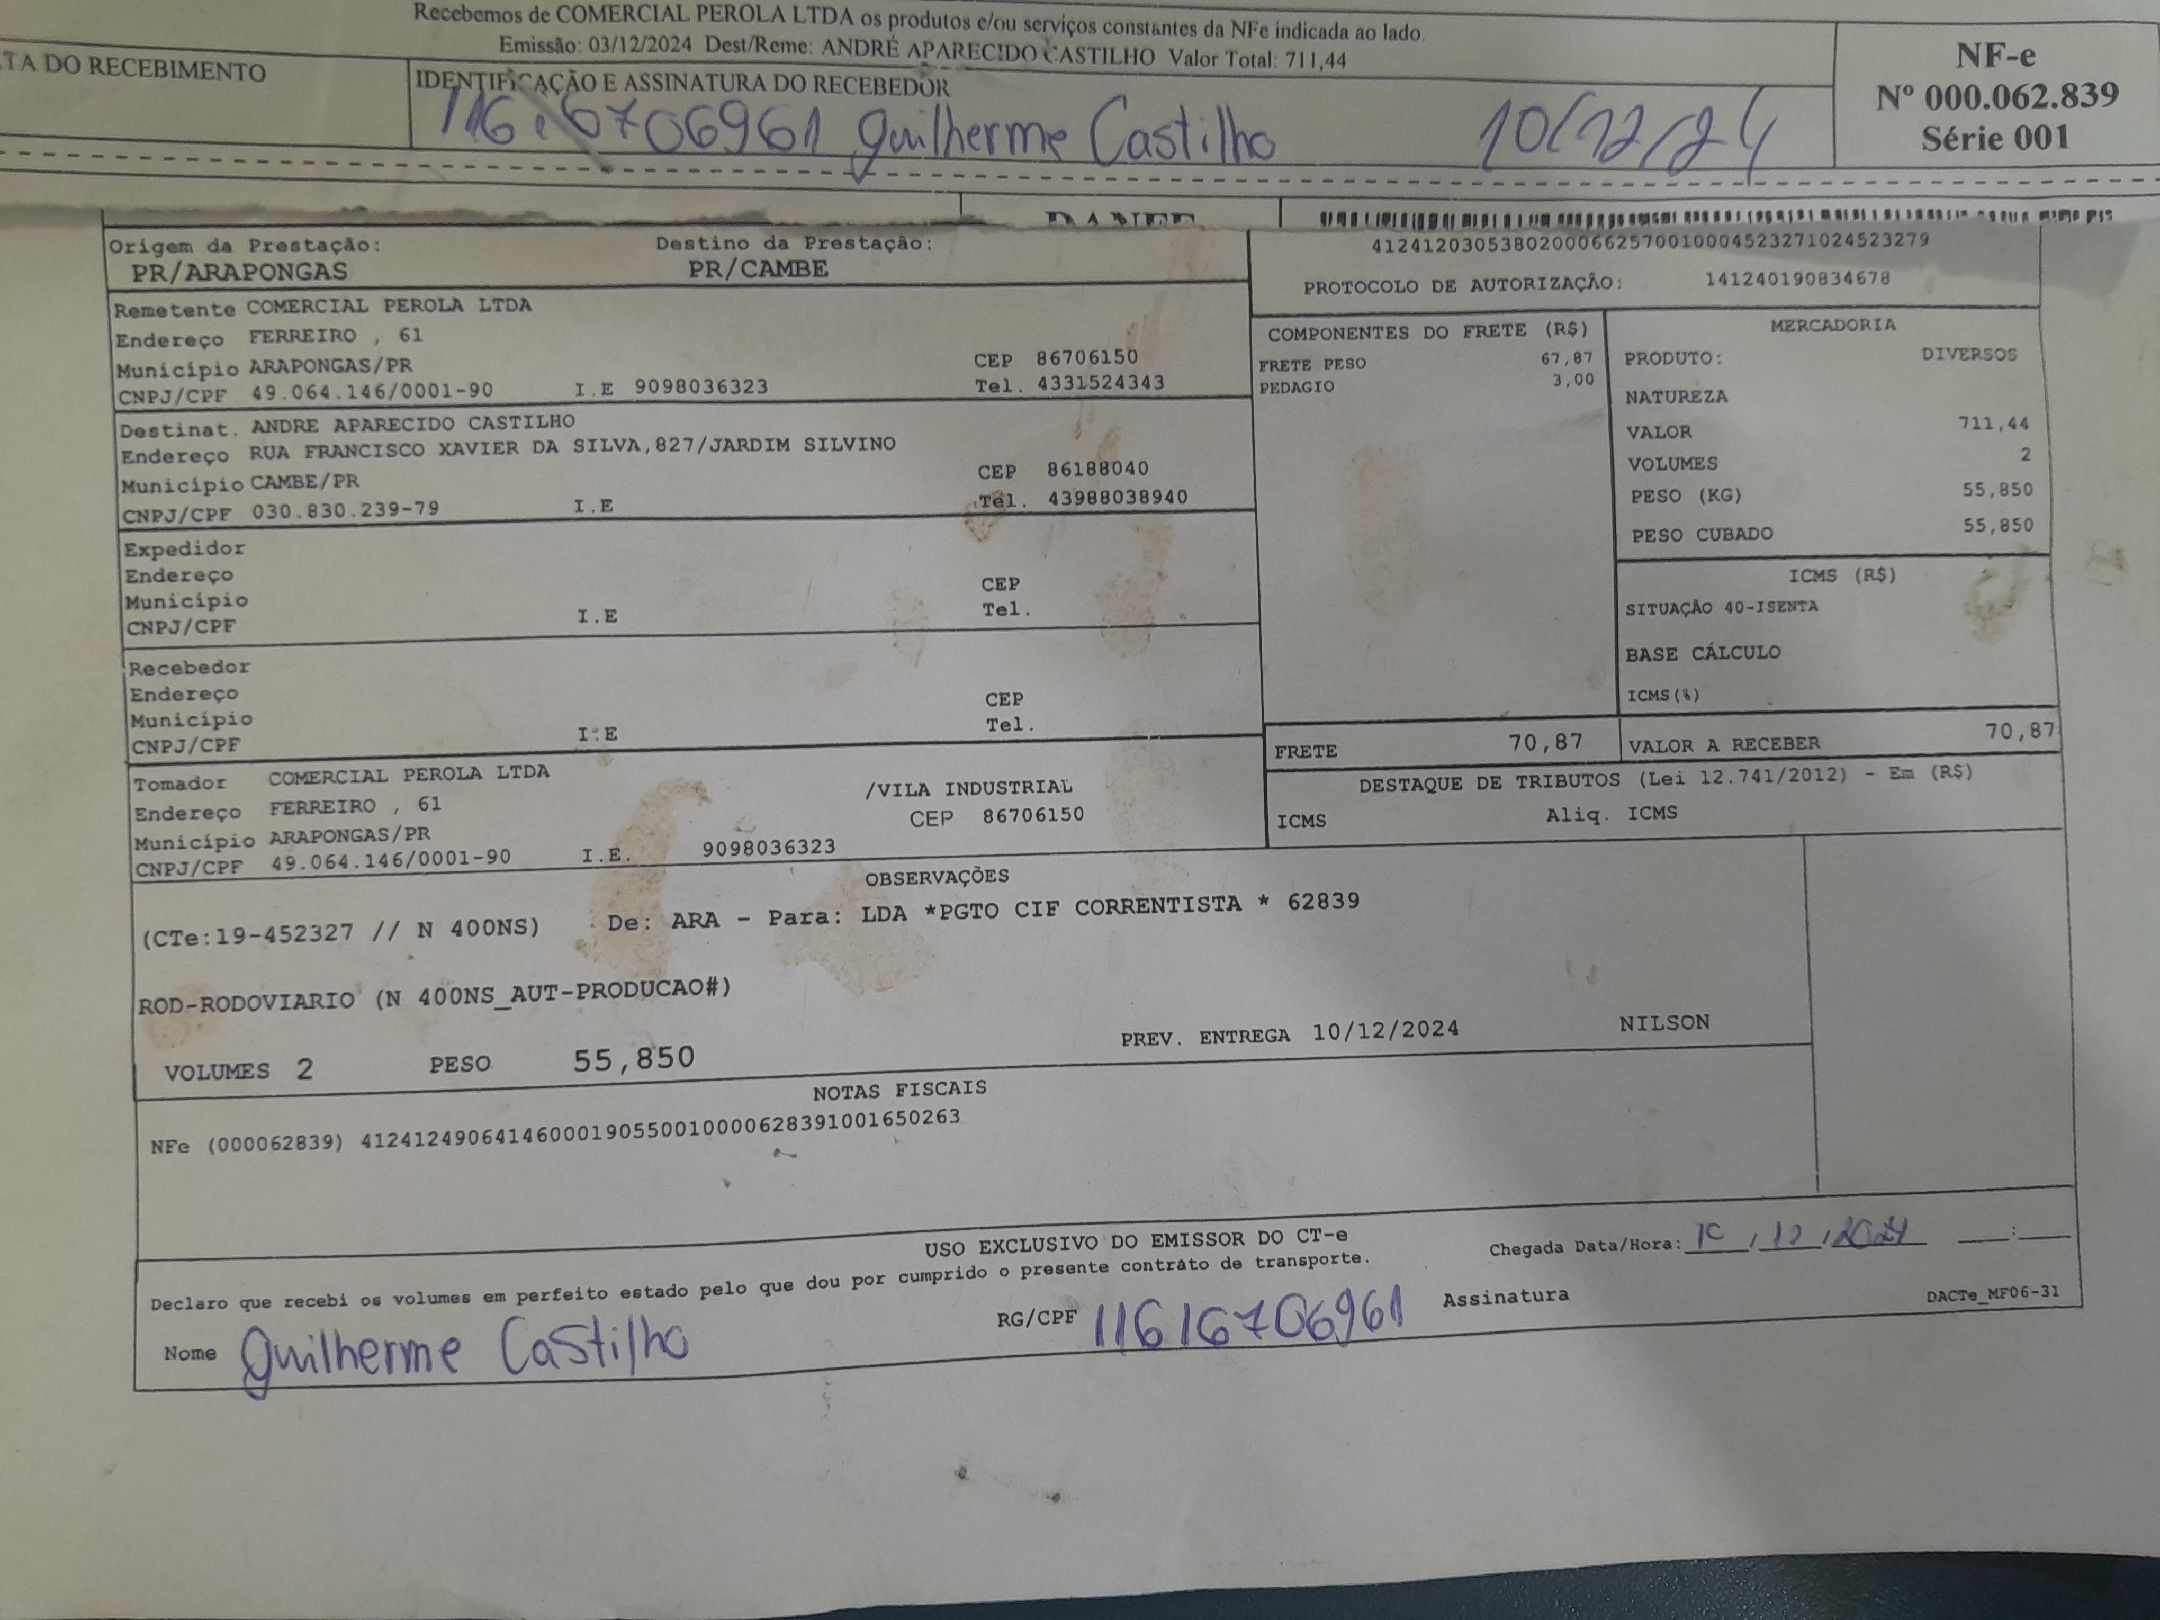 Recebemos de COMERCIAL PEROLA LTDA os produtos e/ou serviços constantes da NFe indicada ao lado.
Emissão: 03/12/2024 Dest/Reme: ANDRÉ APARECIDO CASTILHO Valor Total: 711,44
TA DO RECEBIMENTO
IDENTIFICAÇÃO E ASSINATURA DO RECEBEDOR
116.6706961 Guilherme Castilho 10/12/24
NF-e
Nº 000.062.839
Série 001
DANFE
Origem da Prestação: Destino da Prestação:
PR/ARAPONGAS PR/CAMBE
41241203053802000662570010004523271024523279
PROTOCOLO DE AUTORIZAÇÃO: 141240190834678
Remetente COMERCIAL PEROLA LTDA
Endereço FERREIRO , 61
Município ARAPONGAS/PR CEP 86706150
CNPJ/CPF 49.064.146/0001-90 I.E 9098036323 Tel. 4331524343
Destinat. ANDRE APARECIDO CASTILHO
Endereço RUA FRANCISCO XAVIER DA SILVA,827/JARDIM SILVINO
Município CAMBE/PR CEP 86188040
CNPJ/CPF 030.830.239-79 I.E Tel. 43988038940
Expedidor
Endereço
Município CEP
CNPJ/CPF I.E Tel.
Recebedor
Endereço
Município CEP
CNPJ/CPF I.E Tel.
COMPONENTES DO FRETE (R$)
FRETE PESO 67,87
PEDAGIO 3,00
MERCADORIA
PRODUTO: DIVERSOS
NATUREZA
VALOR 711,44
VOLUMES 2
PESO (KG) 55,850
PESO CUBADO 55,850
ICMS (R$)
SITUAÇÃO 40-ISENTA
BASE CÁLCULO
ICMS(%)
FRETE 70,87 VALOR A RECEBER 70,87
Tomador COMERCIAL PEROLA LTDA
Endereço FERREIRO , 61 /VILA INDUSTRIAL
Município ARAPONGAS/PR CEP 86706150
CNPJ/CPF 49.064.146/0001-90 I.E. 9098036323
DESTAQUE DE TRIBUTOS (Lei 12.741/2012) - Em (R$)
ICMS Aliq. ICMS
OBSERVAÇÕES
(CTe:19-452327 // N 400NS) De: ARA - Para: LDA *PGTO CIF CORRENTISTA * 62839
ROD-RODOVIARIO (N 400NS_AUT-PRODUCAO#)
VOLUMES 2 PESO 55,850 PREV. ENTREGA 10/12/2024 NILSON
NOTAS FISCAIS
NFe (000062839) 41241249064146000190550010000628391001650263
USO EXCLUSIVO DO EMISSOR DO CT-e
Declaro que recebi os volumes em perfeito estado pelo que dou por cumprido o presente contrato de transporte.
Chegada Data/Hora: 10 / 12 / 2024 __:__
Nome Guilherme Castilho RG/CPF 11616706961 Assinatura
DACTe_MF06-31